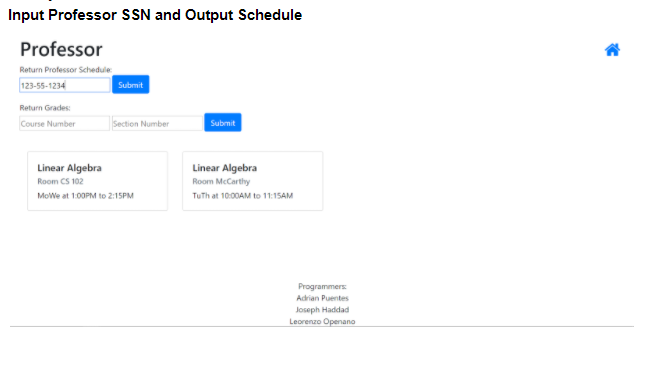 Input Professor SSN and Output Schedule
Professor
Return Professor Schedule:
123-55-1234
Submit
Return Grades:
Course Number
Section Number
Submit
Linear Algebra
Room CS 102
MoWe at 1:00PM to 2:15PM
Linear Algebra
Room McCarthy
TuTh at 10:00AM to 11:15AM
Programmers:
Adrian Puentes
Joseph Haddad
Leorenzo Openano